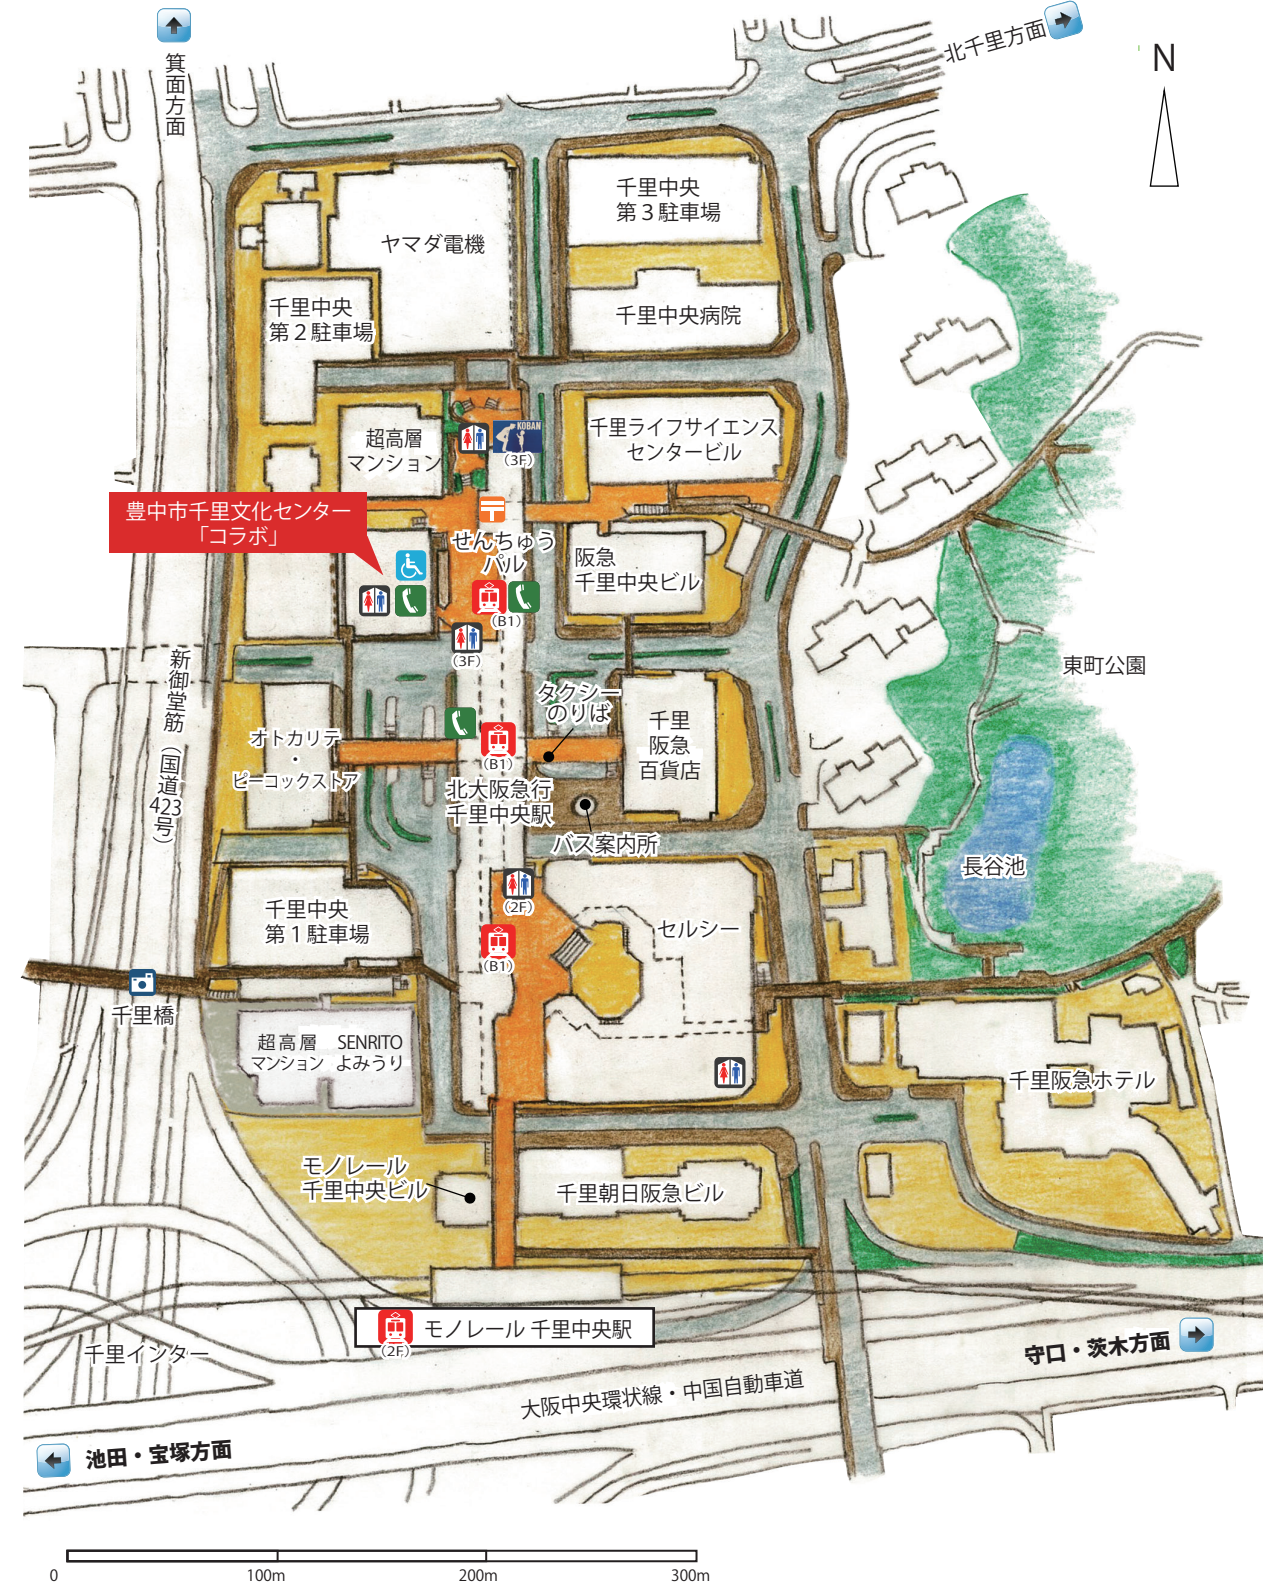 箕面方面
北千里方面
N
千里中央
第３駐車場
ヤマダ電機
千里中央
第２駐車場
千里中央病院
超高層
マンション
KOBAN
(3F)
千里ライフサイエンス
センタービル
豊中市千里文化センター
「コラボ」
せんちゅう
パル
(B1)
阪急
千里中央ビル
(3F)
新御堂筋（国道423号）
東町公園
タクシー
のりば
千里
阪急
百貨店
オトカリテ
・
ピーコックストア
(B1)
北大阪急行
千里中央駅
バス案内所
長谷池
(2F)
千里中央
第１駐車場
セルシー
(B1)
千里橋
超高層
マンション
SENRITO
よみうり
千里阪急ホテル
モノレール
千里中央ビル
千里朝日阪急ビル
(2F)
モノレール 千里中央駅
千里インター
守口・茨木方面
大阪中央環状線・中国自動車道
池田・宝塚方面
0 100m 200m 300m